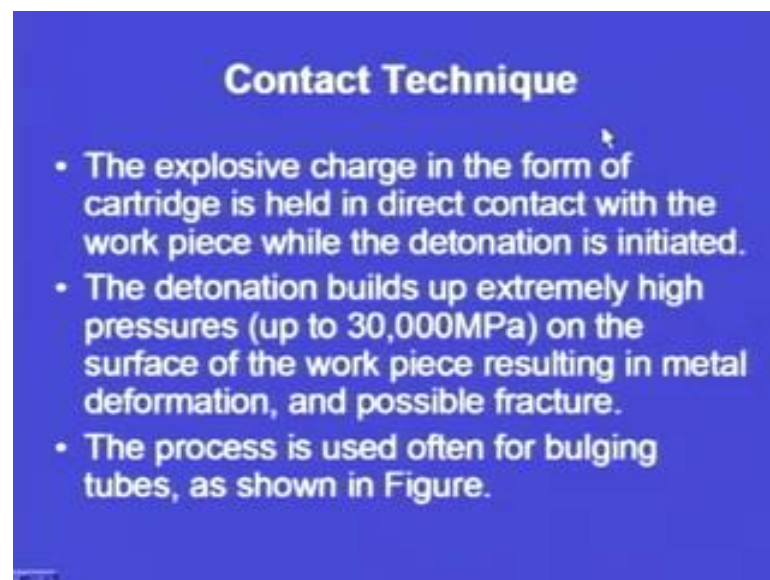 Contact Technique
• The explosive charge in the form of
cartridge is held in direct contact with the
work piece while the detonation is initiated.
• The detonation builds up extremely high
pressures (up to 30,000MPa) on the
surface of the work piece resulting in metal
deformation, and possible fracture.
• The process is used often for bulging
tubes, as shown in Figure.